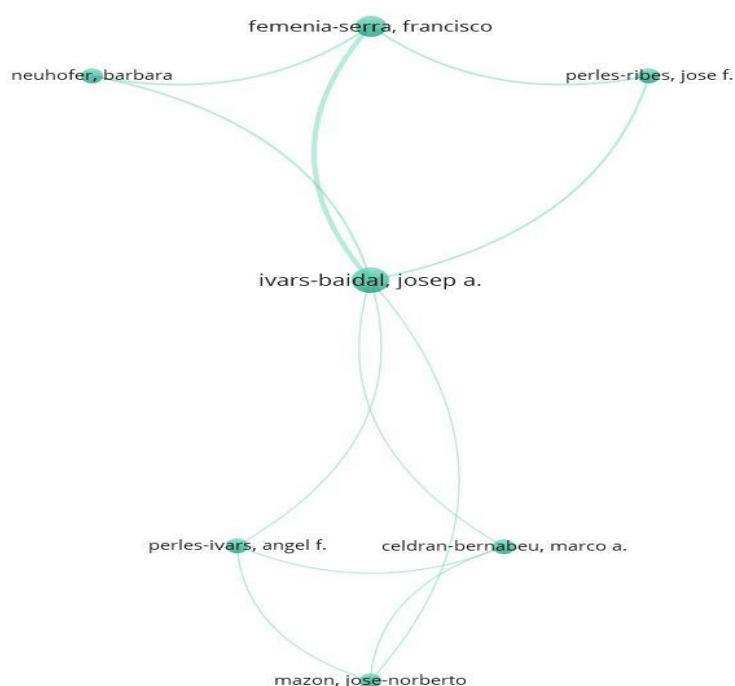 femenia-serra, francisco
neuhofer, barbara
perles-ribes, jose f.
ivars-baidal, josep a.
perles-ivars, angel f.
celdran-bernabeu, marco a.
mazon, jose-norberto